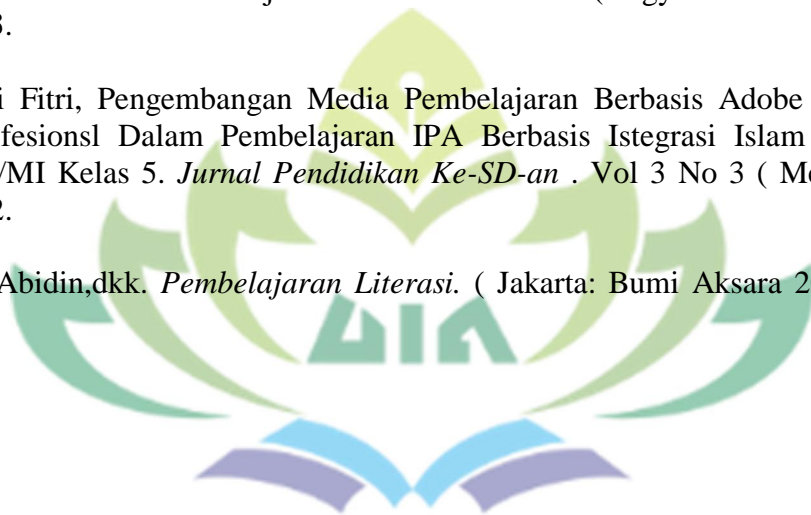 3.
i Fitri, Pengembangan Media Pembelajaran Berbasis Adobe
fesionsl Dalam Pembelajaran IPA Berbasis Istegrasi Islam
/MI Kelas 5. Jurnal Pendidikan Ke-SD-an . Vol 3 No 3 ( M
2.
Abidin,dkk. Pembelajaran Literasi. ( Jakarta: Bumi Aksara 2
UIN